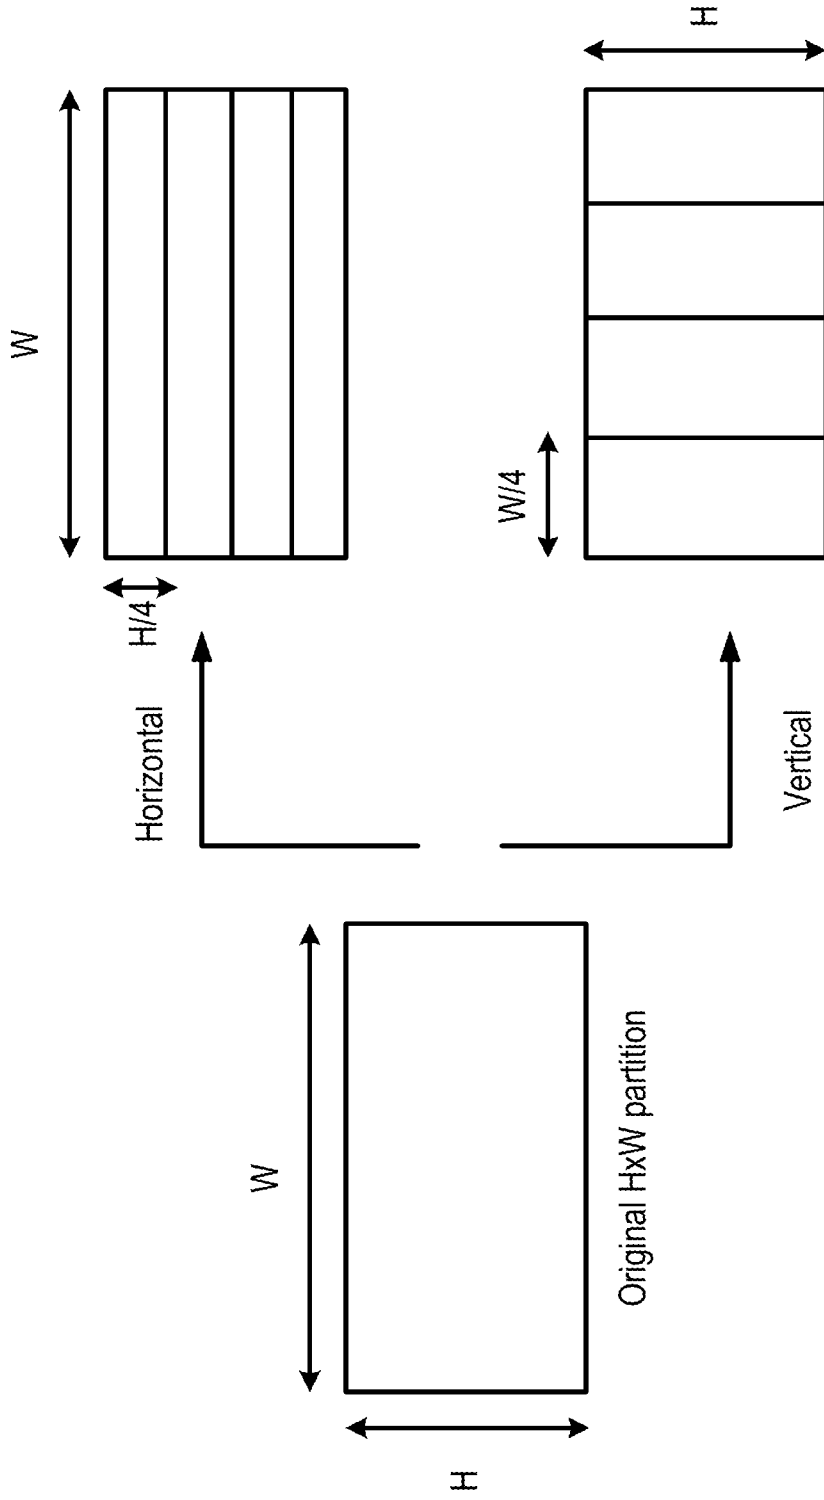 W
H
Original HxW partition
Horizontal
W
H/4
Vertical
W/4
H